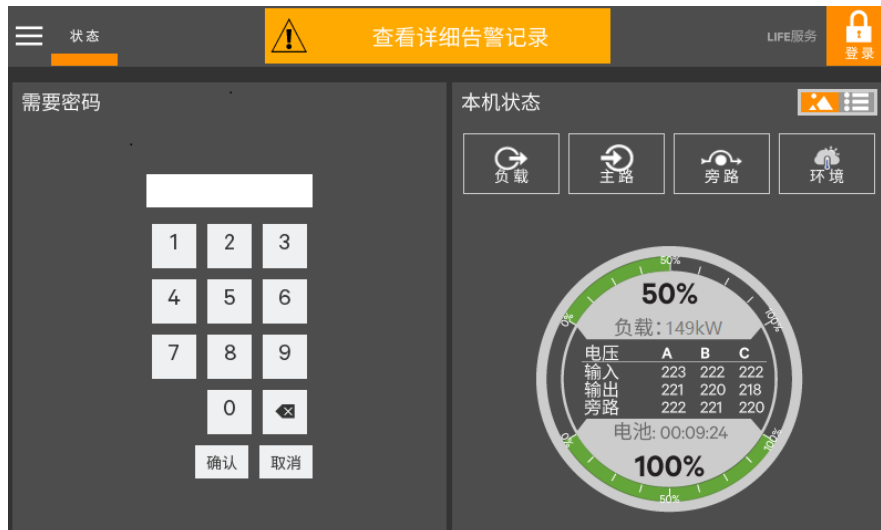 状态
查看详细告警记录
LIFE服务
登录
需要密码
1 2 3
4 5 6
7 8 9
0
确认 取消
本机状态
负载 主路 旁路 环境
50%
0% 100%
50%
负载：149kW
电压 A B C
输入 223 222 222
输出 221 220 218
旁路 222 221 220
电池: 00:09:24
0% 100%
100%
50%